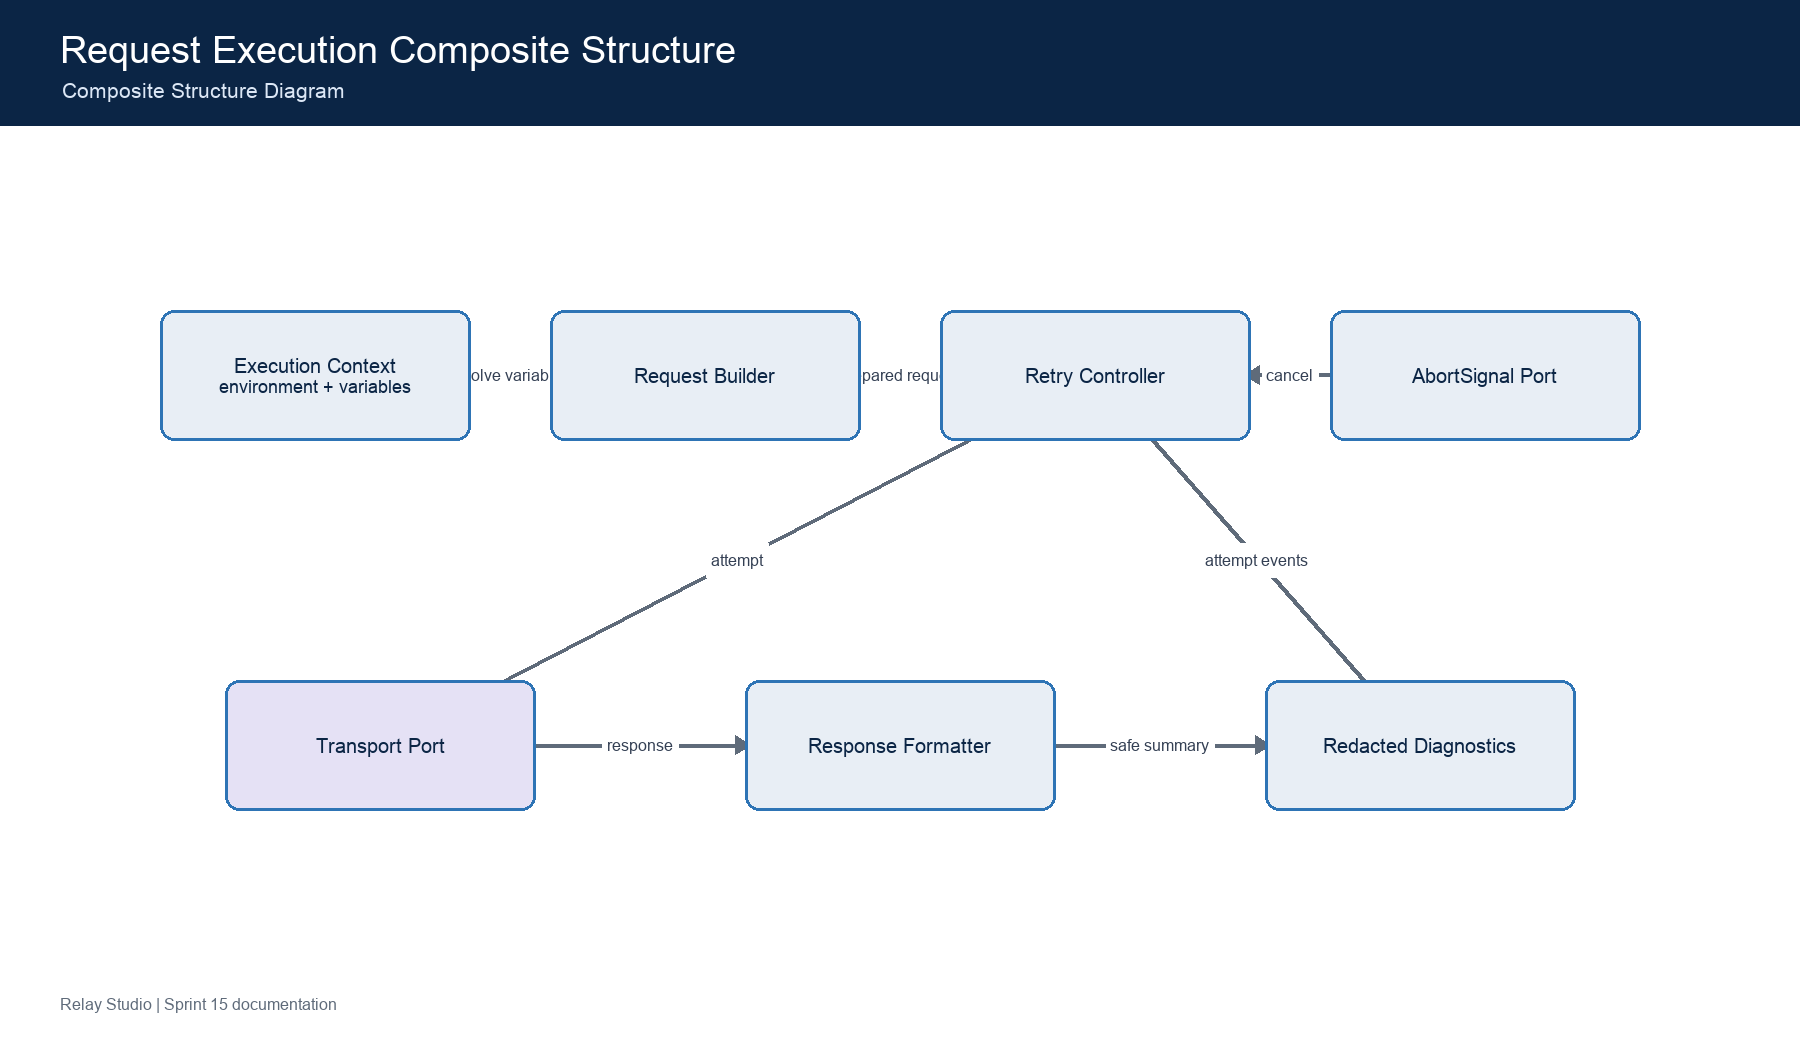 Request Execution Composite Structure
Composite Structure Diagram
Execution Context
environment + variables
olve variab
Request Builder
pared requ
Retry Controller
cancel
AbortSignal Port
attempt
attempt events
Transport Port
response
Response Formatter
safe summary
Redacted Diagnostics
Relay Studio | Sprint 15 documentation